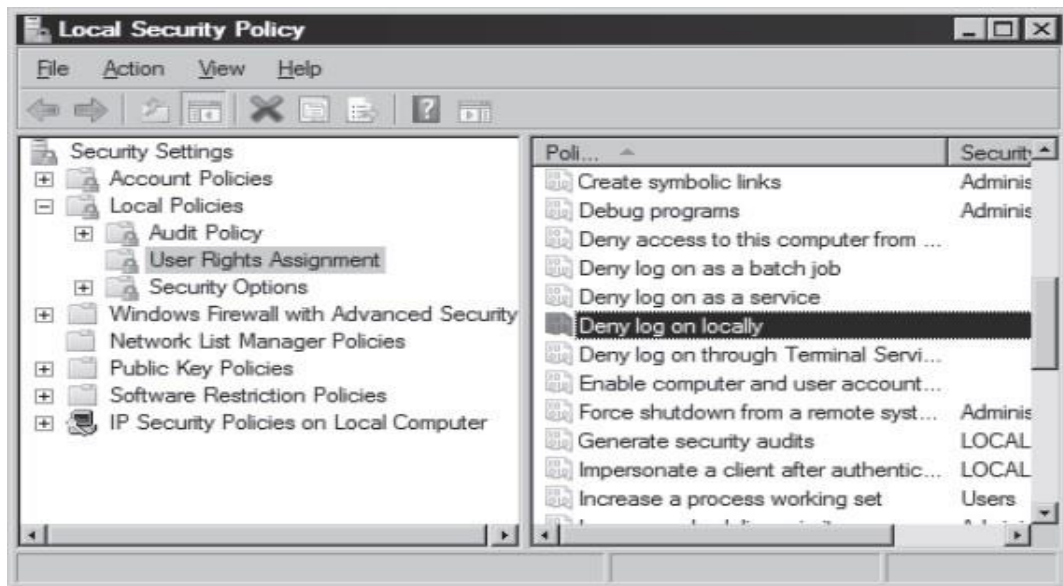 Local Security Policy
File Action View Help
Security Settings
Account Policies
Local Policies
Audit Policy
User Rights Assignment
Security Options
Windows Firewall with Advanced Security
Network List Manager Policies
Public Key Policies
Software Restriction Policies
IP Security Policies on Local Computer
Poli... Securit
Create symbolic links Adminis
Debug programs Adminis
Deny access to this computer from ...
Deny log on as a batch job
Deny log on as a service
Deny log on locally
Deny log on through Terminal Servi...
Enable computer and user account...
Force shutdown from a remote syst... Adminis
Generate security audits LOCAL
Impersonate a client after authentic... LOCAL
Increase a process working set Users